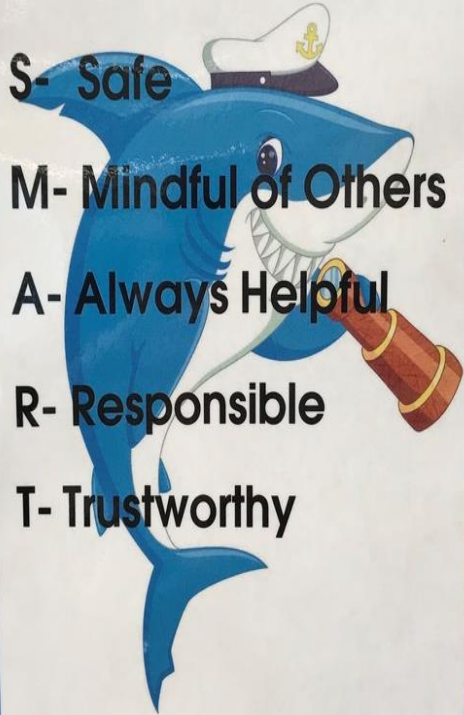 S- Safe
M- Mindful of Others
A- Always Helpful
R- Responsible
T- Trustworthy